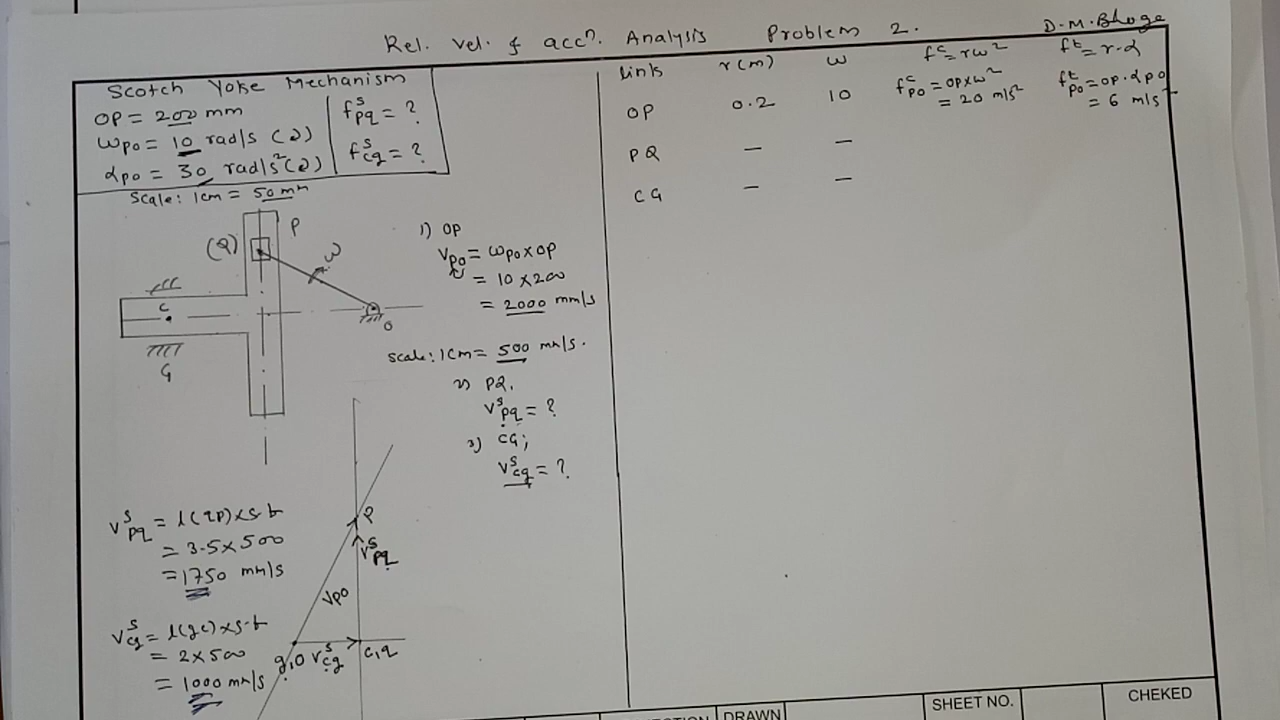 Rel. Vel. & accⁿ. Analysis Problem 2. D.M.Bhoge
Scotch Yoke Mechanism
OP = 200 mm
ω_po = 10 rad/s (↻)
α_po = 30 rad/s² (↻)
f^s_pq = ?
f^s_cg = ?
Scale: 1cm = 50mm
P
(Q)
ω
C
O
G
1) OP
V_po = ω_po × OP
= 10 × 200
= 2000 mm/s
Scale: 1cm = 500 mm/s.
2) PQ.
V^s_pq = ?
3) CG;
V^s_cg = ?
V^s_pq = l(qp) × s.f
= 3.5 × 500
= 1750 mm/s
V^s_cg = l(gc) × s.f
= 2 × 500
= 1000 mm/s
P
V^s_pq
V_po
g,o V^s_cg c,q
Links r(m) ω f^c = rω² f^t = r·α
OP 0.2 10 f^c_po = OP×ω² f^t_po = OP·α_po
= 20 m/s² = 6 m/s²
PQ — —
CG — —
DRAWN
SHEET NO.
CHEKED